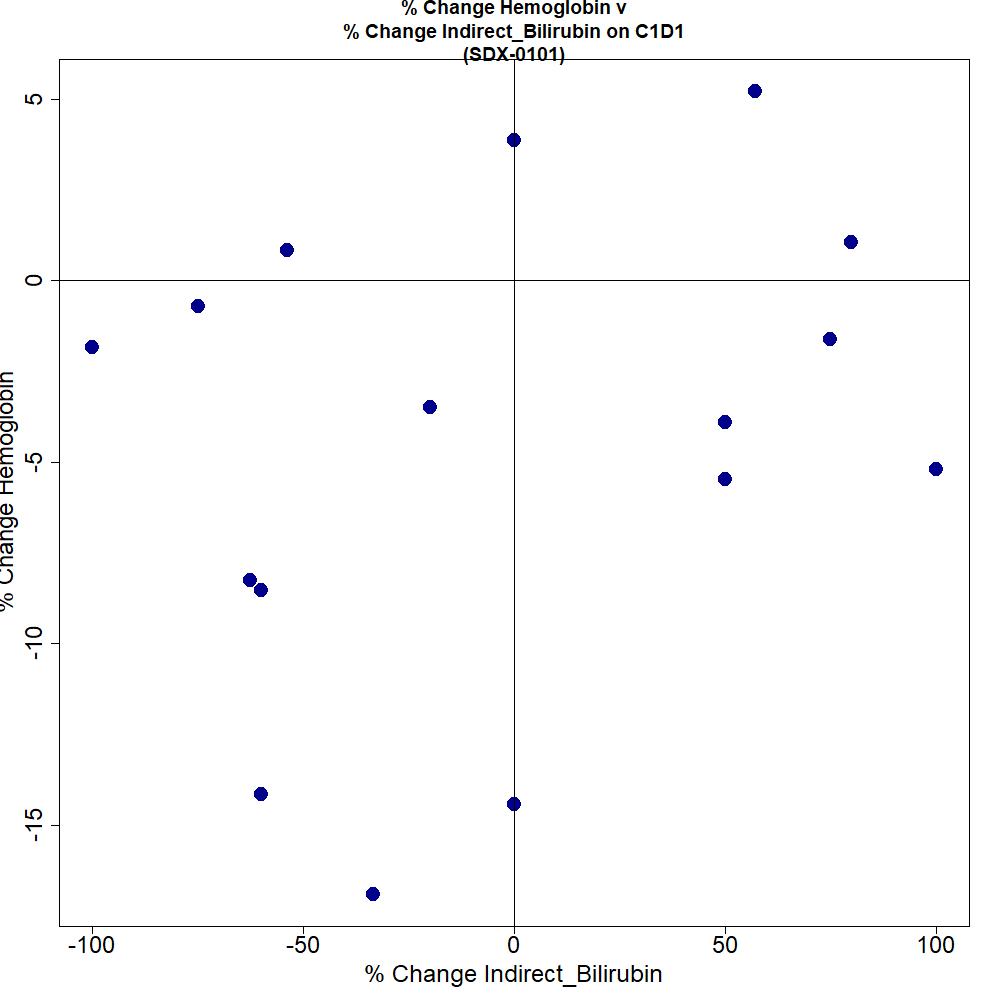 % Change Hemoglobin v
% Change Indirect_Bilirubin on C1D1
(SDX-0101)
5
0
-5
-10
-15
% Change Hemoglobin
-100
-50
0
50
100
% Change Indirect_Bilirubin